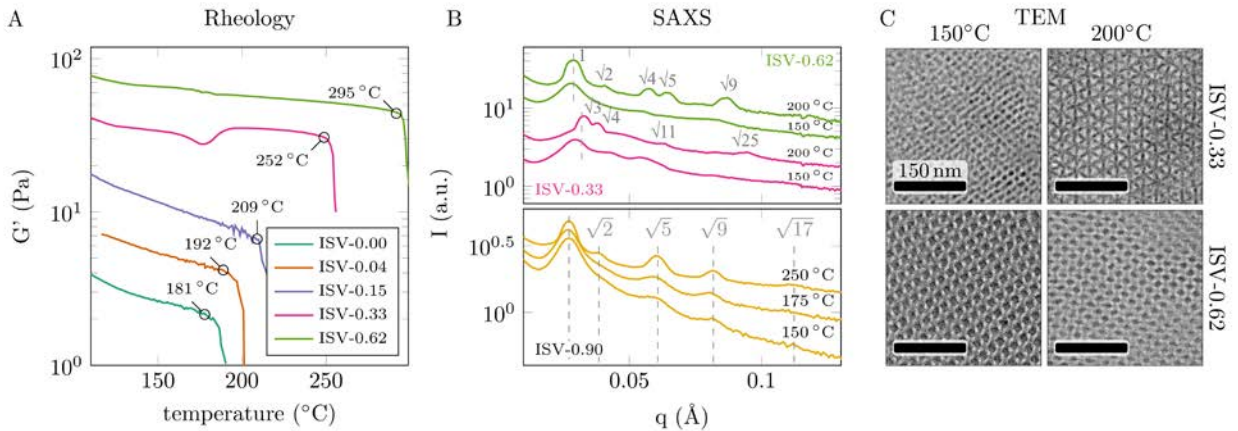 A Rheology
10²
10¹
10⁰
G' (Pa)
295 °C
252 °C
209 °C
192 °C
181 °C
ISV-0.00
ISV-0.04
ISV-0.15
ISV-0.33
ISV-0.62
150
200
250
temperature (°C)
B SAXS
I (a.u.)
10¹
10⁰
ISV-0.62
1
√2
√4
√5
√9
200 °C
150 °C
√3
√4
√11
√25
200 °C
150 °C
ISV-0.33
10^0.5
10⁰
√2
√5
√9
√17
250 °C
175 °C
150 °C
ISV-0.90
0.05
0.1
q (Å)
C TEM
150°C
200°C
150 nm
ISV-0.33
ISV-0.62